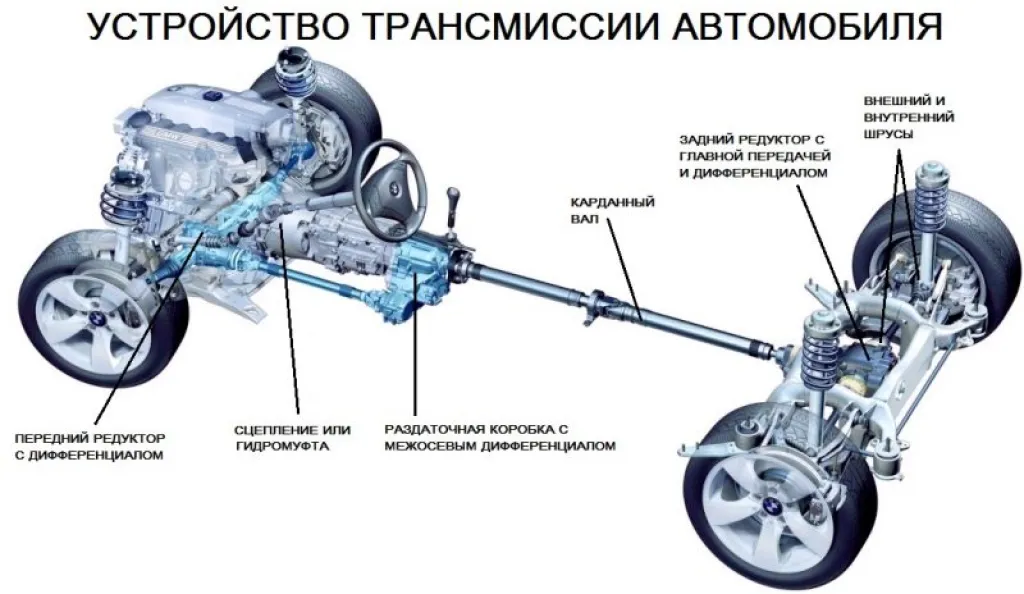 УСТРОЙСТВО ТРАНСМИССИИ АВТОМОБИЛЯ
ВНЕШНИЙ И
ВНУТРЕННИЙ
ШРУСЫ
ЗАДНИЙ РЕДУКТОР С
ГЛАВНОЙ ПЕРЕДАЧЕЙ
И ДИФФЕРЕНЦИАЛОМ
КАРДАННЫЙ
ВАЛ
ПЕРЕДНИЙ РЕДУКТОР
С ДИФФЕРЕНЦИАЛОМ
СЦЕПЛЕНИЕ ИЛИ
ГИДРОМУФТА
РАЗДАТОЧНАЯ КОРОБКА С
МЕЖОСЕВЫМ ДИФФЕРЕНЦИАЛОМ